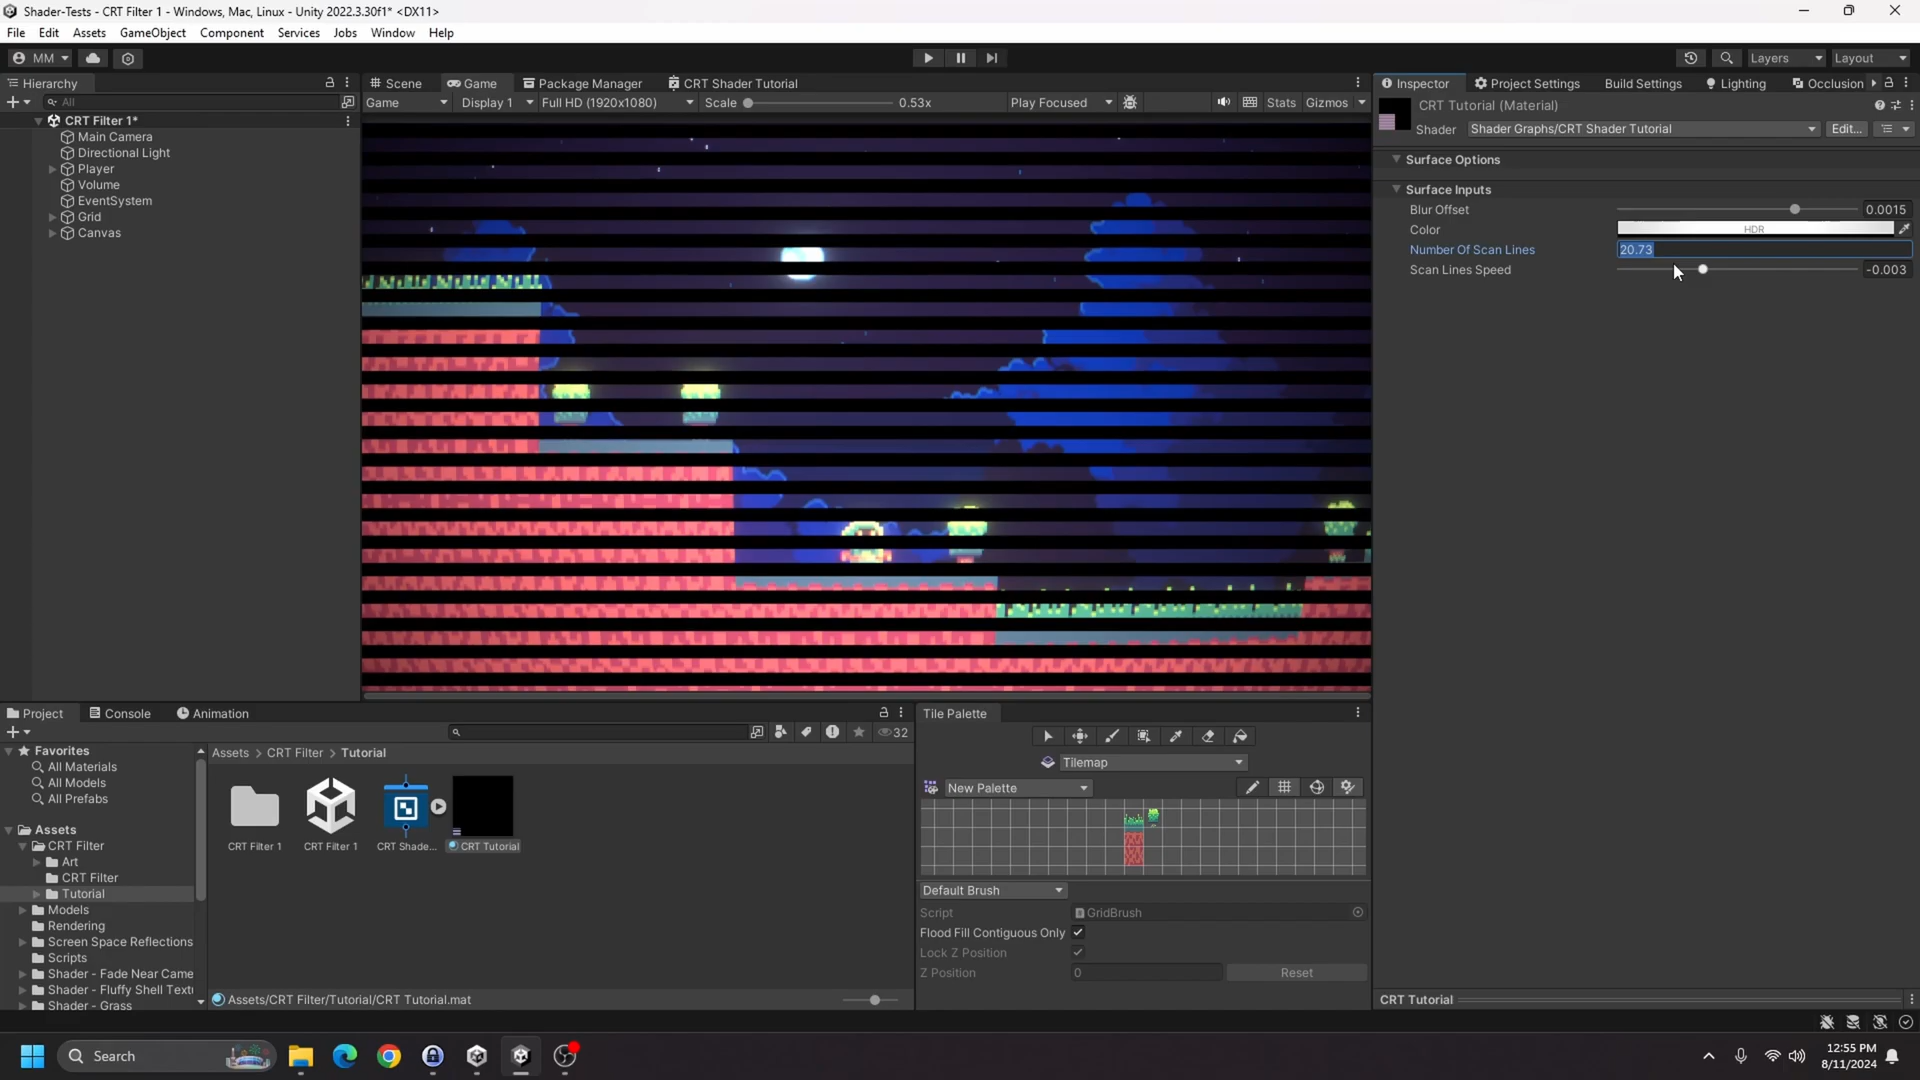 Shader-Tests - CRT Filter 1 - Windows, Mac, Linux - Unity 2022.3.30f1* <DX11>
File Edit Assets GameObject Component Services Jobs Window Help
MM Layers Layout
Hierarchy Scene Game Package Manager CRT Shader Tutorial Inspector Project Settings Build Settings Lighting Occlusion
All Game Display 1 Full HD (1920x1080) Scale 0.53x Play Focused Stats Gizmos CRT Tutorial (Material)
CRT Filter 1*
Shader Shader Graphs/CRT Shader Tutorial Edit...
Main Camera
Directional Light
Player
Volume
EventSystem
Grid
Canvas
Surface Options
Surface Inputs
Blur Offset 0.0015
Color HDR
Number Of Scan Lines 20.73
Scan Lines Speed -0.003
Project Console Animation
32
Favorites
All Materials
All Models
All Prefabs
Assets
CRT Filter
Art
CRT Filter
Tutorial
Models
Rendering
Screen Space Reflections
Scripts
Shader - Fade Near Came
Shader - Fluffy Shell Textu
Shader - Grass
Assets > CRT Filter > Tutorial
CRT Filter 1 CRT Filter 1 CRT Shade... CRT Tutorial
Assets/CRT Filter/Tutorial/CRT Tutorial.mat
Tile Palette
Tilemap
New Palette
Default Brush
Script GridBrush
Flood Fill Contiguous Only
Lock Z Position
Z Position 0 Reset
CRT Tutorial
Search
12:55 PM
8/11/2024